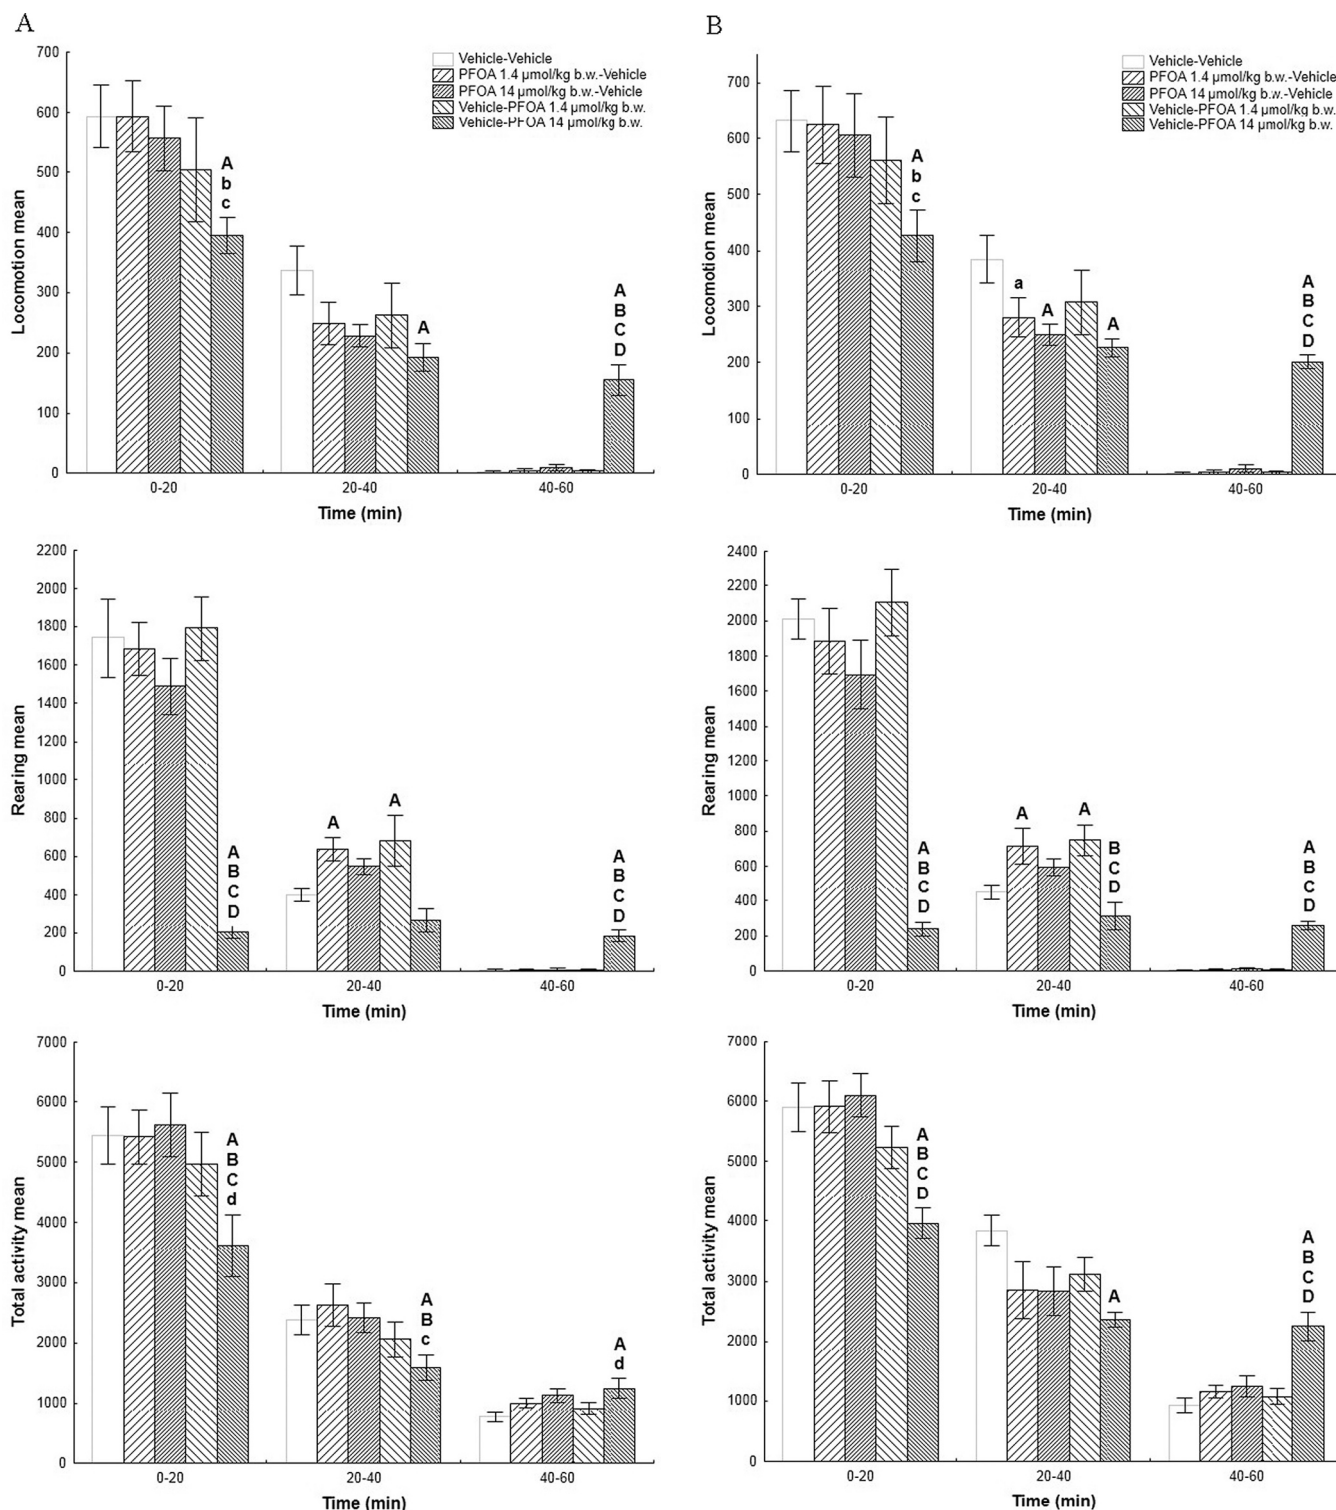 A
700
600
500
400
300
200
100
0
Locomotion mean
Vehicle-Vehicle
PFOA 1.4 µmol/kg b.w.-Vehicle
PFOA 14 µmol/kg b.w.-Vehicle
Vehicle-PFOA 1.4 µmol/kg b.w.
Vehicle-PFOA 14 µmol/kg b.w.
A
b
c
A
A
B
C
D
0-20
20-40
40-60
Time (min)
B
700
600
500
400
300
200
100
0
Locomotion mean
Vehicle-Vehicle
PFOA 1.4 µmol/kg b.w.-Vehicle
PFOA 14 µmol/kg b.w.-Vehicle
Vehicle-PFOA 1.4 µmol/kg b.w.
Vehicle-PFOA 14 µmol/kg b.w.
A
b
c
a
A
A
A
B
C
D
0-20
20-40
40-60
Time (min)
2200
2000
1800
1600
1400
1200
1000
800
600
400
200
0
Rearing mean
A
B
C
D
A
A
A
B
C
D
0-20
20-40
40-60
Time (min)
2400
2200
2000
1800
1600
1400
1200
1000
800
600
400
200
0
Rearing mean
A
B
C
D
A
A
B
C
D
A
B
C
D
0-20
20-40
40-60
Time (min)
7000
6000
5000
4000
3000
2000
1000
0
Total activity mean
A
B
C
d
A
B
c
A
d
0-20
20-40
40-60
Time (min)
7000
6000
5000
4000
3000
2000
1000
0
Total activity mean
A
B
C
D
A
A
B
C
D
0-20
20-40
40-60
Time (min)